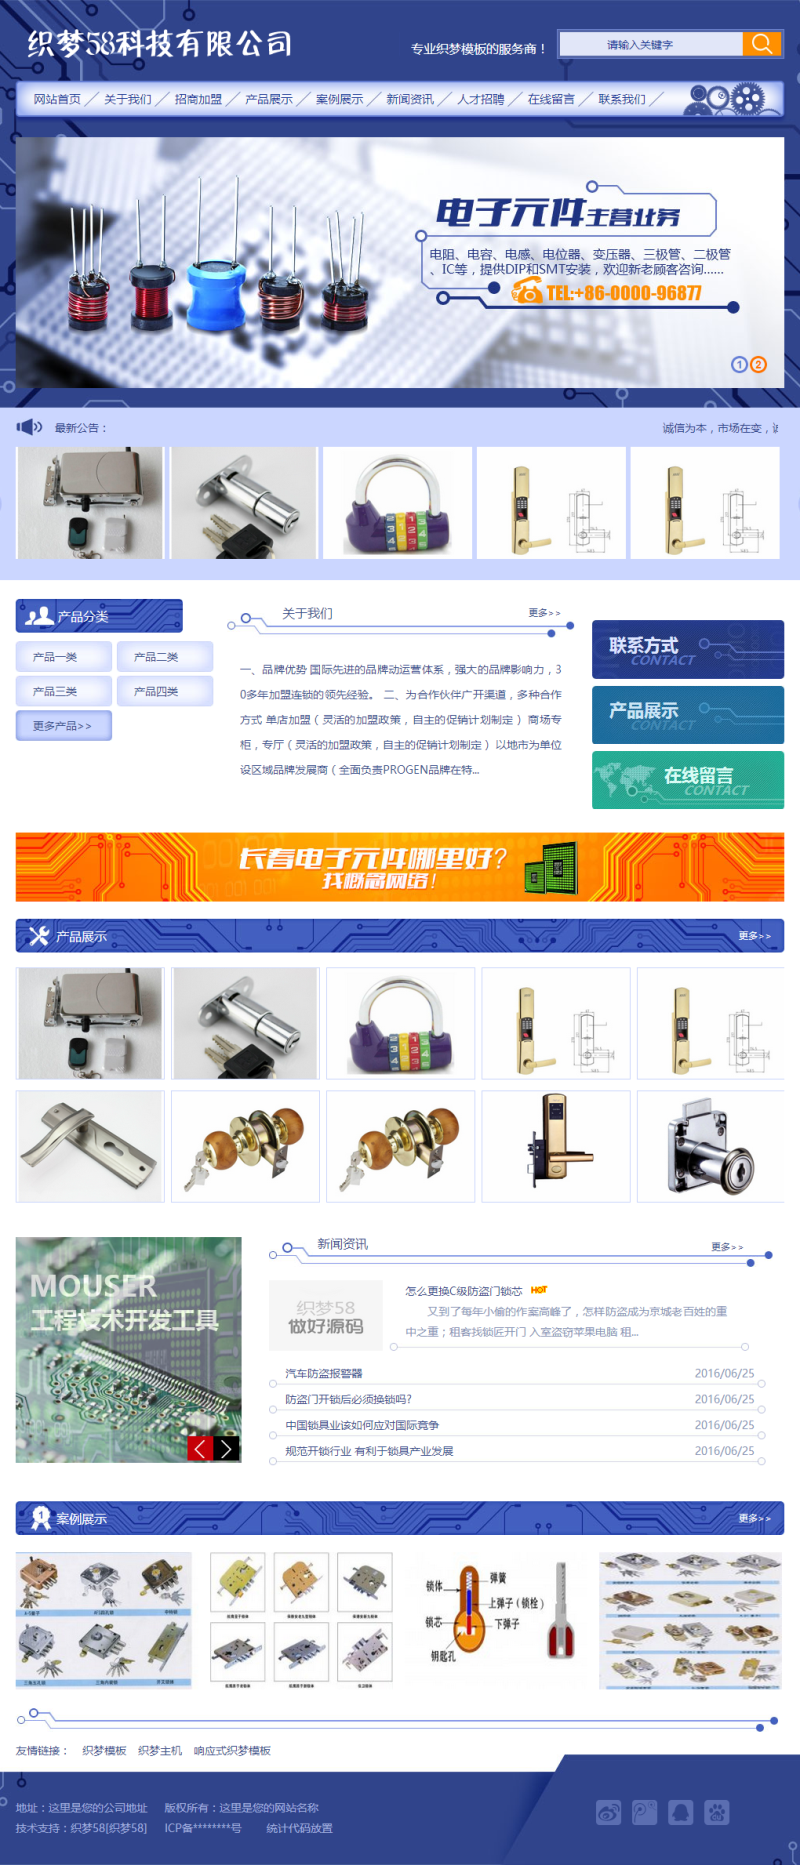 织梦58科技有限公司
专业织梦模板的服务商！
请输入关键字
网站首页
关于我们
招商加盟
产品展示
案例展示
新闻资讯
人才招聘
在线留言
联系我们
电子元件主营业务
电阻、电容、电感、电位器、变压器、三极管、二极管
、IC等，提供DIP和SMT安装，欢迎新老顾客咨询......
TEL:+86-0000-96877
1 2
最新公告：
诚信为本，市场在变，诚
产品分类
产品一类
产品二类
产品三类
产品四类
更多产品>>
关于我们
更多>>
一、品牌优势 国际先进的品牌动运营体系，强大的品牌影响力，3
0多年加盟连锁的领先经验。 二、为合作伙伴广开渠道，多种合作
方式 单店加盟（灵活的加盟政策，自主的促销计划制定） 商场专
柜，专厅（灵活的加盟政策，自主的促销计划制定） 以地市为单位
设区域品牌发展商（全面负责PROGEN品牌在特...
联系方式
CONTACT
产品展示
CONTACT
在线留言
CONTACT
长春电子元件哪里好?
找概念网络!
产品展示
更多>>
MOUSER
工程技术开发工具
新闻资讯
更多>>
织梦58
做好源码
怎么更换C级防盗门锁芯 HOT
又到了每年小偷的作案高峰了，怎样防盗成为京城老百姓的重
中之重；租客找锁匠开门 入室盗窃苹果电脑 租...
汽车防盗报警器 2016/06/25
防盗门开锁后必须换锁吗? 2016/06/25
中国锁具业该如何应对国际竞争 2016/06/25
规范开锁行业 有利于锁具产业发展 2016/06/25
1
案例展示
更多>>
锁体
弹簧
上弹子（锁栓）
锁芯
下弹子
钥匙孔
友情链接： 织梦模板 织梦主机 响应式织梦模板
地址：这里是您的公司地址 版权所有：这里是您的网站名称
技术支持：织梦58[织梦58] ICP备********号 统计代码放置